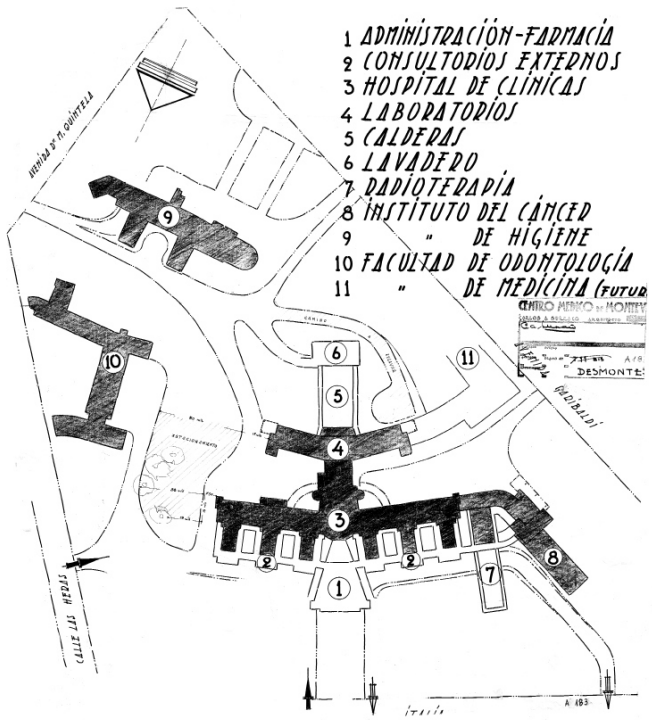 1 ADMINISTRACIÓN-FARMACIA
2 CONSULTORIOS EXTERNOS
3 HOSPITAL DE CLÍNICAS
4 LABORATORIOS
5 CALDERAS
6 LAVADERO
7 RADIOTERAPIA
8 INSTITUTO DEL CÁNCER
9 " DE HIGIENE
10 FACULTAD DE ODONTOLOGÍA
11 " DE MEDICINA (FUTUR
CENTRO MEDICO DE MONTEV
DESMONTE
AVENIDA Dr M. QUINTELA
GARIBALDI
CALLE LAS HERAS
ITALIA
CAMINO
ESTACIONAMIENTO
A 183
9
6
11
10
5
4
3
2
2
1
7
8